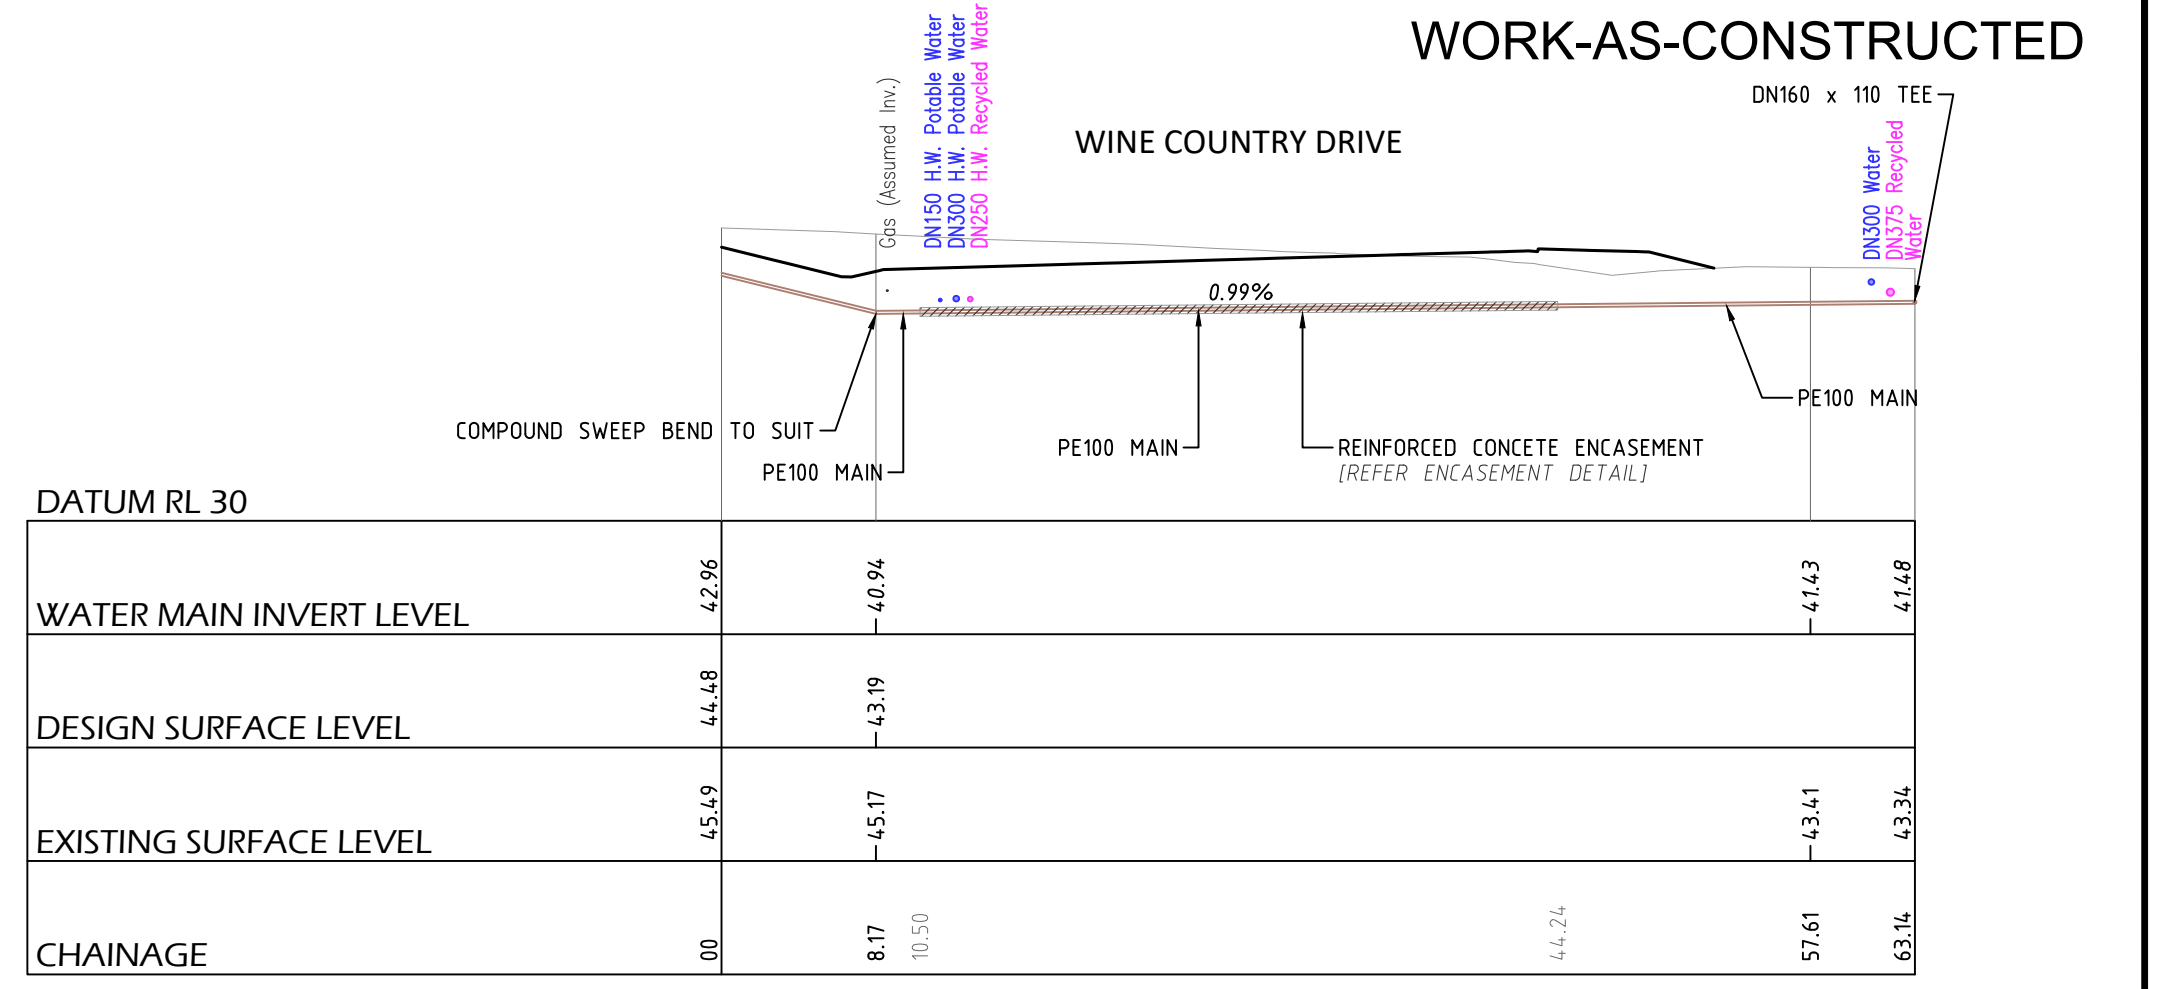 WORK-AS-CONSTRUCTED
DN160 x 110 TEE
WINE COUNTRY DRIVE
Gas (Assumed Inv.)
DN150 H.W. Potable Water
DN300 H.W. Potable Water
DN250 H.W. Recycled Water
DN300 Water
DN375 Recycled
Water
0.99%
COMPOUND SWEEP BEND TO SUIT
PE100 MAIN
PE100 MAIN
REINFORCED CONCETE ENCASEMENT
[REFER ENCASEMENT DETAIL]
PE100 MAIN
DATUM RL 30
WATER MAIN INVERT LEVEL 42.96 40.94 41.43 41.48
DESIGN SURFACE LEVEL 44.48 43.19
EXISTING SURFACE LEVEL 45.49 45.17 43.41 43.34
CHAINAGE 00 8.17 10.50 44.24 57.61 63.14